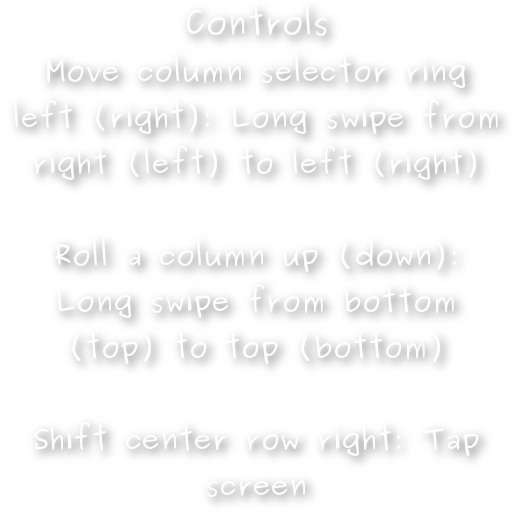 Controls
Move column selector ring
left (right): Long swipe from
right (left) to left (right)
Roll a column up (down):
Long swipe from bottom
(top) to top (bottom)
Shift center row right: Tap
screen